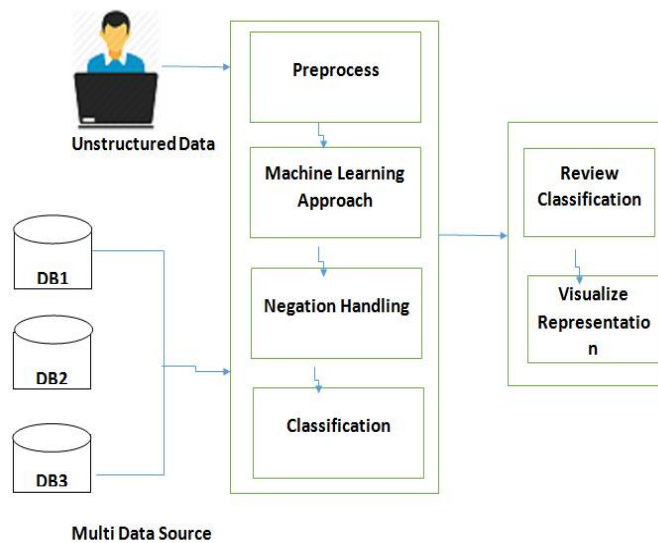 Unstructured Data
DB1
DB2
DB3
Multi Data Source
Preprocess
Machine Learning
Approach
Negation Handling
Classification
Review
Classification
Visualize
Representatio
n